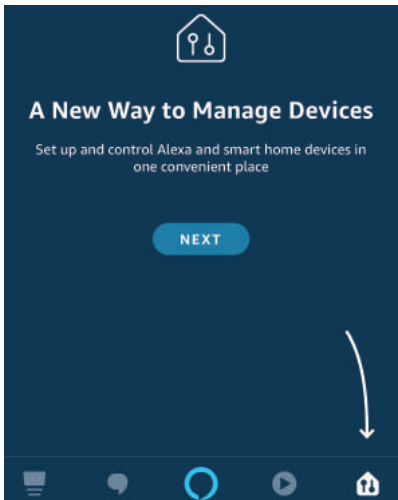 A New Way to Manage Devices
Set up and control Alexa and smart home devices in
one convenient place
NEXT